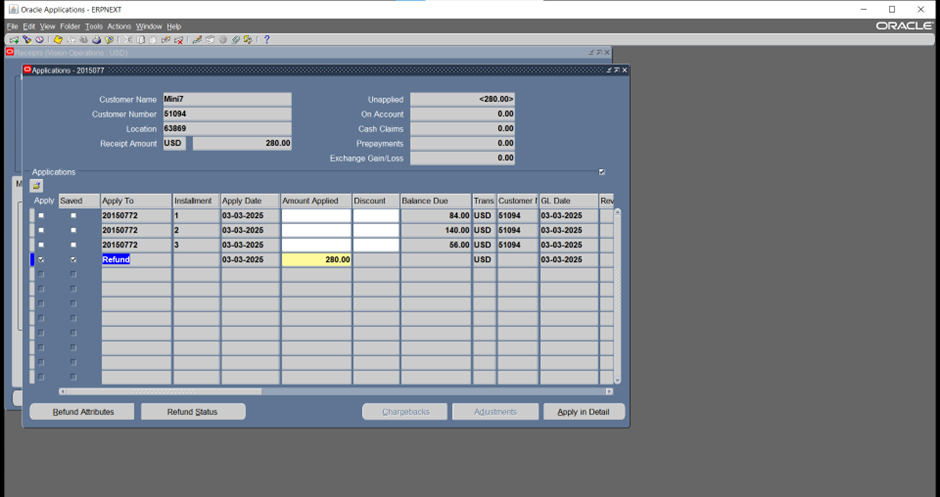 Oracle Applications - ERPNEXT
File Edit View Folder Tools Actions Window Help
ORACLE
Receipts (Vision Operations : USD)
Applications - 2015077
Customer Name Mini7
Customer Number 51094
Location 63869
Receipt Amount USD 280.00
Unapplied <280.00>
On Account 0.00
Cash Claims 0.00
Prepayments 0.00
Exchange Gain/Loss 0.00
Applications
Apply Saved Apply To Installment Apply Date Amount Applied Discount Balance Due Trans Customer GL Date Rev
20150772 1 03-03-2025 84.00 USD 51094 03-03-2025
20150772 2 03-03-2025 140.00 USD 51094 03-03-2025
20150772 3 03-03-2025 56.00 USD 51094 03-03-2025
Refund 03-03-2025 280.00 USD 03-03-2025
Refund Attributes Refund Status Chargebacks Adjustments Apply in Detail